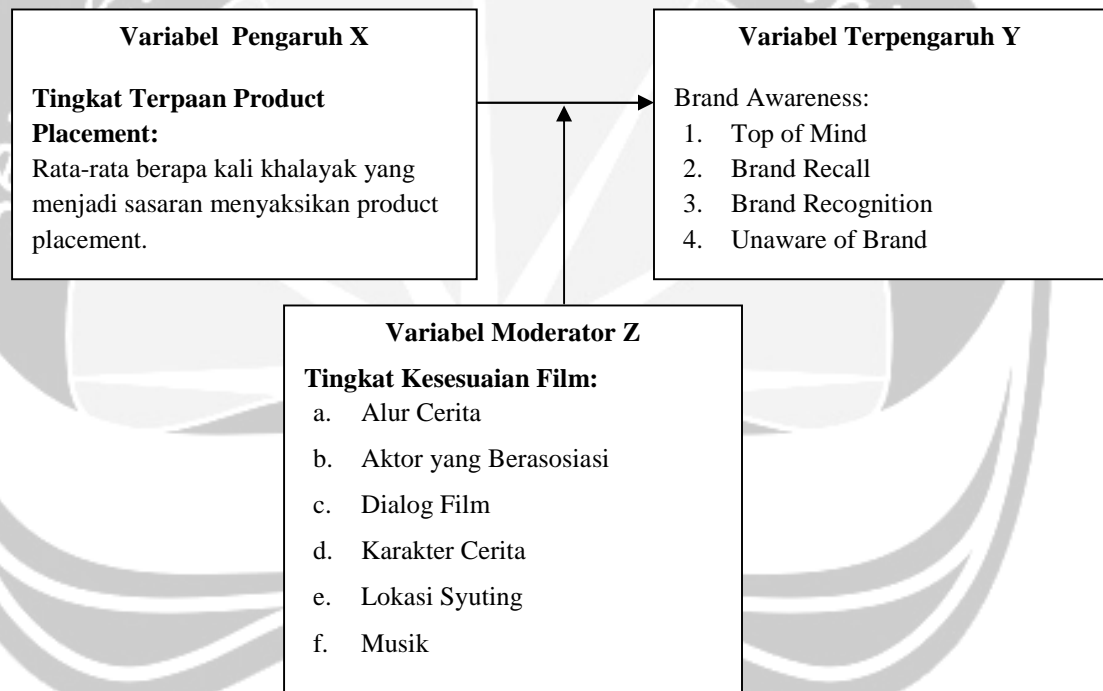 Variabel Pengaruh X
Tingkat Terpaan Product
Placement:
Rata-rata berapa kali khalayak yang
menjadi sasaran menyaksikan product
placement.
Variabel Terpengaruh Y
Brand Awareness:
1. Top of Mind
2. Brand Recall
3. Brand Recognition
4. Unaware of Brand
Variabel Moderator Z
Tingkat Kesesuaian Film:
a. Alur Cerita
b. Aktor yang Berasosiasi
c. Dialog Film
d. Karakter Cerita
e. Lokasi Syuting
f. Musik